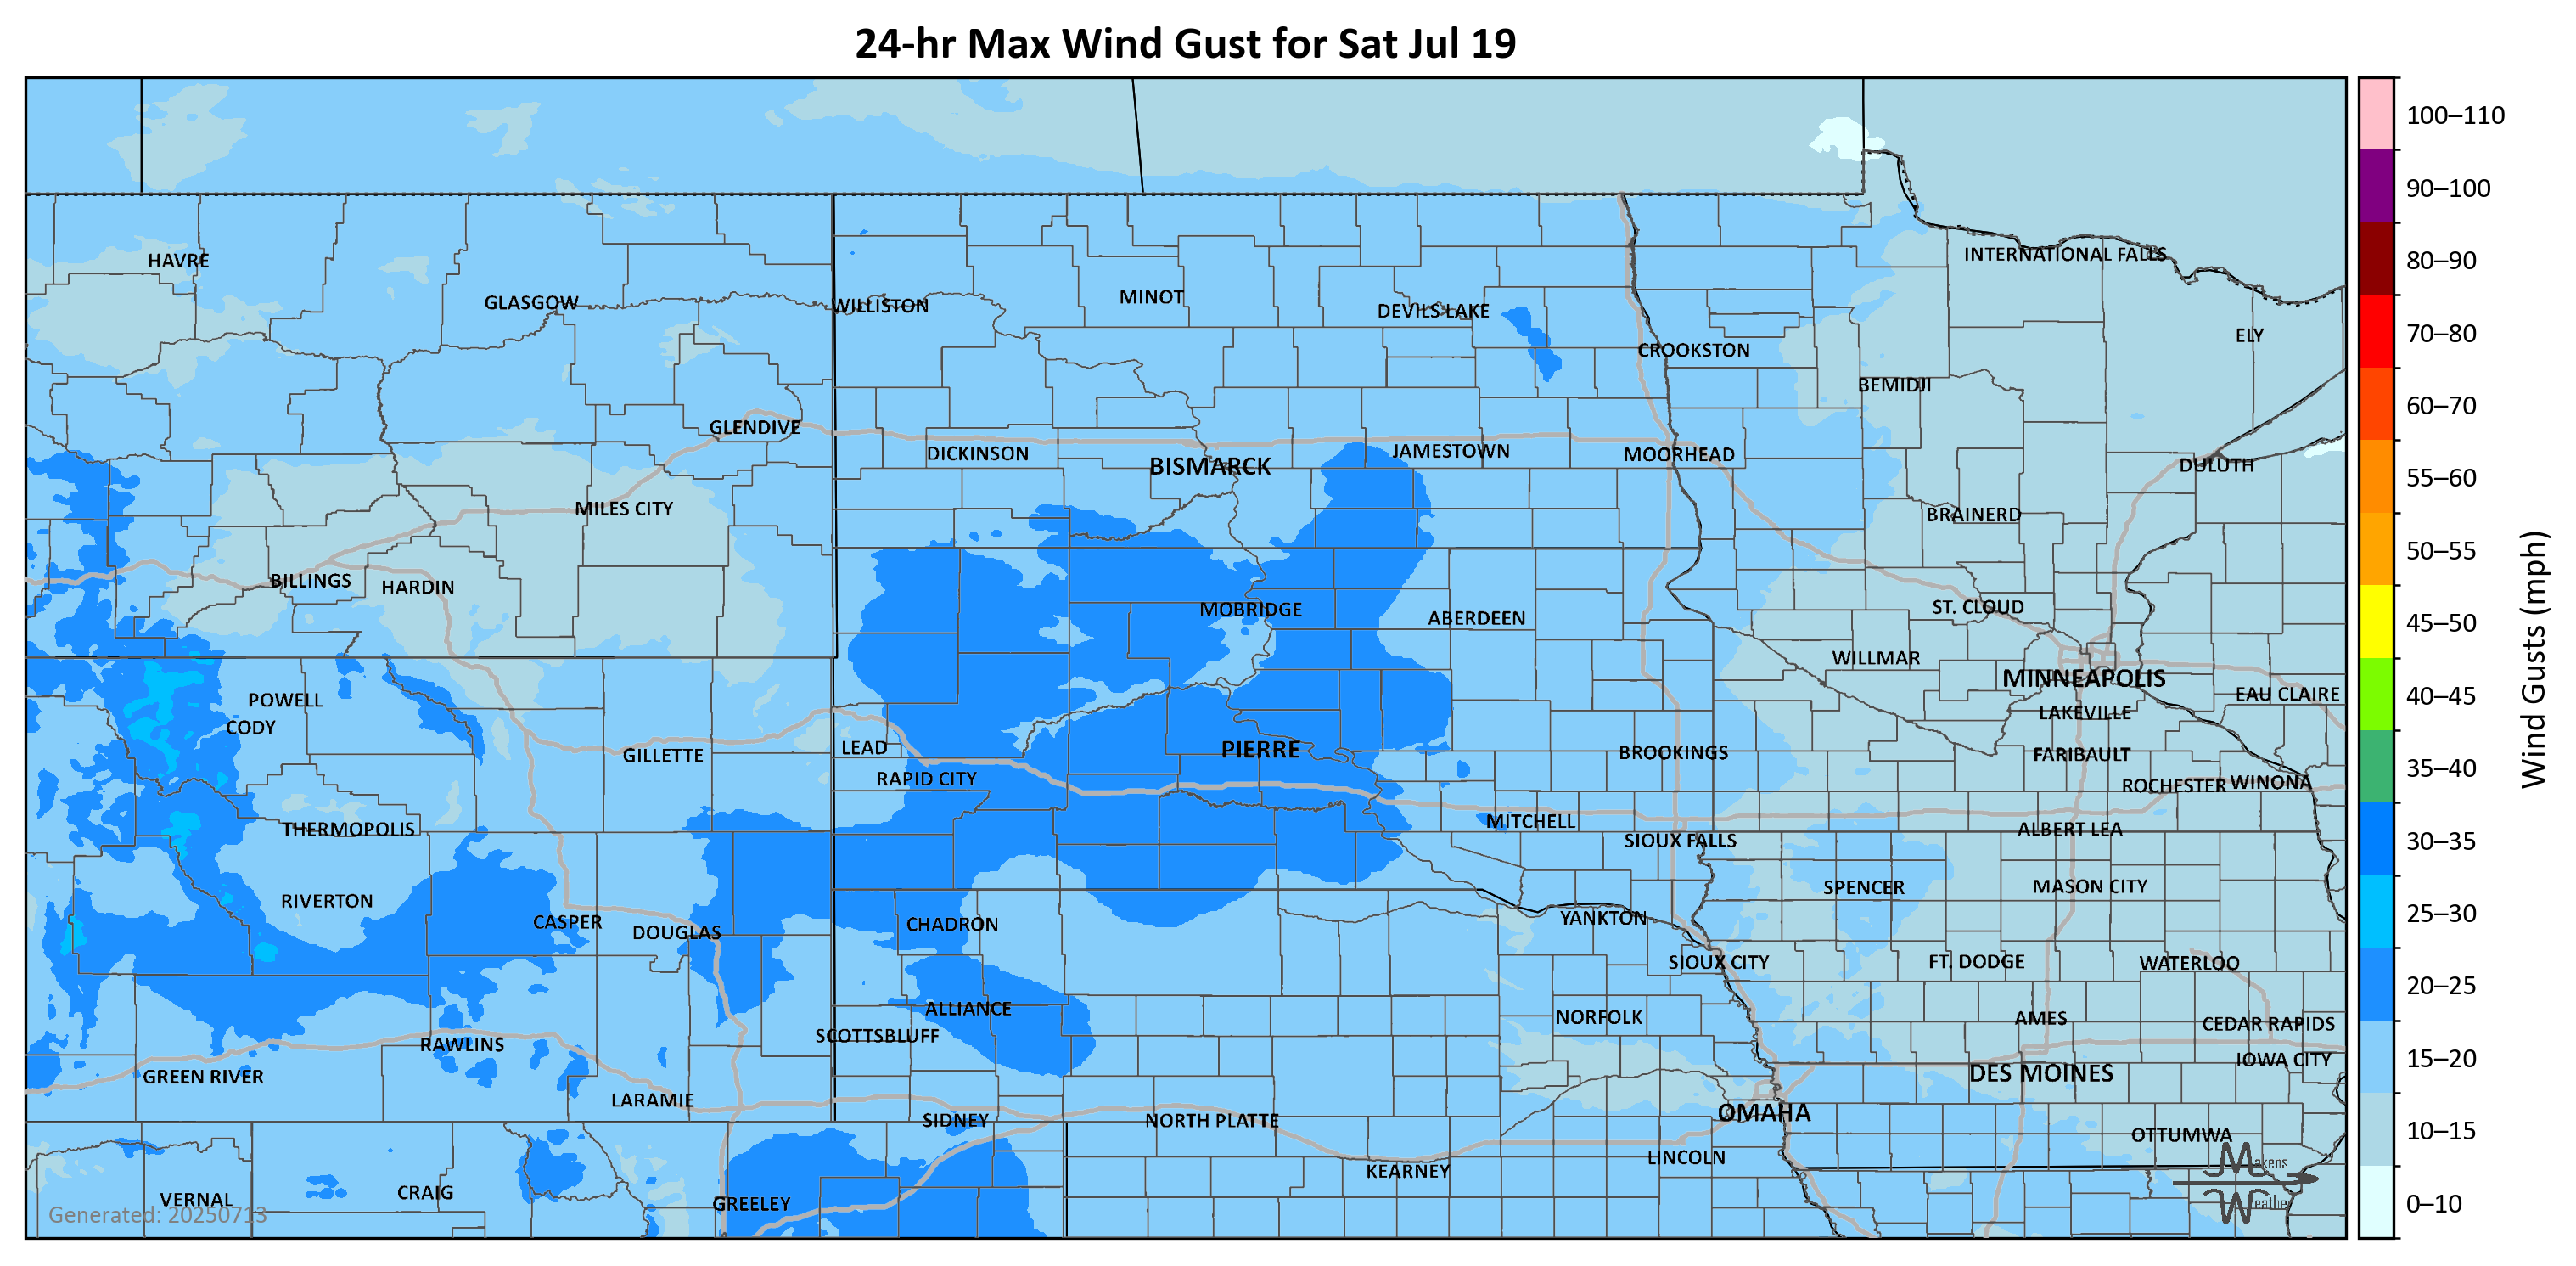 24-hr Max Wind Gust for Sat Jul 19
100–110
90–100
80–90
70–80
60–70
55–60
50–55
45–50
40–45
35–40
30–35
25–30
20–25
15–20
10–15
0–10
Wind Gusts (mph)
HAVRE
INTERNATIONAL FALLS
GLASGOW
WILLISTON
MINOT
DEVILS LAKE
ELY
CROOKSTON
BEMIDJI
GLENDIVE
DICKINSON
BISMARCK
JAMESTOWN
MOORHEAD
DULUTH
MILES CITY
BRAINERD
BILLINGS
HARDIN
MOBRIDGE
ABERDEEN
ST. CLOUD
WILLMAR
MINNEAPOLIS
EAU CLAIRE
POWELL
CODY
LAKEVILLE
GILLETTE
LEAD
PIERRE
BROOKINGS
FARIBAULT
RAPID CITY
ROCHESTER
WINONA
THERMOPOLIS
MITCHELL
SIOUX FALLS
ALBERT LEA
RIVERTON
SPENCER
MASON CITY
CASPER
DOUGLAS
CHADRON
YANKTON
SIOUX CITY
FT. DODGE
WATERLOO
ALLIANCE
SCOTTSBLUFF
NORFOLK
AMES
CEDAR RAPIDS
RAWLINS
IOWA CITY
GREEN RIVER
DES MOINES
LARAMIE
SIDNEY
NORTH PLATTE
OMAHA
OTTUMWA
LINCOLN
KEARNEY
VERNAL
CRAIG
GREELEY
Generated: 20250713
Makens
Weather